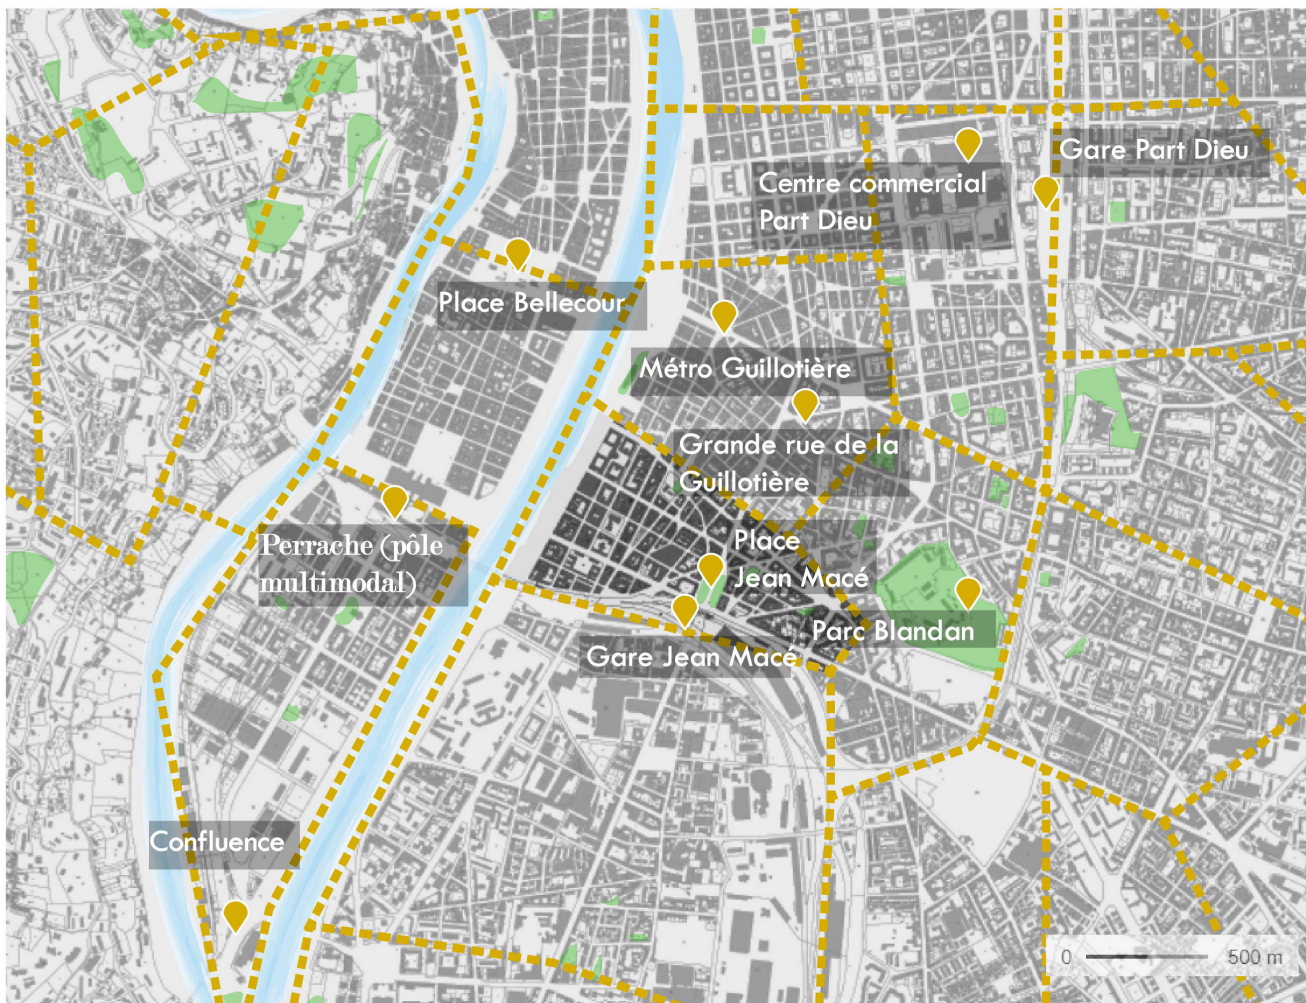 Gare Part Dieu
Centre commercial
Part Dieu
Place Bellecour
Métro Guillotière
Grande rue de la
Guillotière
Perrache (pôle
multimodal)
Place
Jean Macé
Parc Blandan
Gare Jean Macé
Confluence
0 500 m